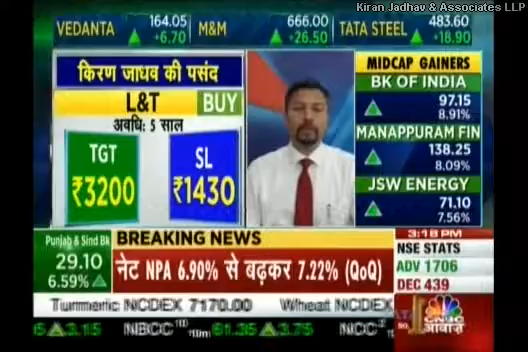 Kiran Jadhav & Associates LLP
VEDANTA 164.05 +6.70
M&M 666.00 +26.50
TATA STEEL 483.60 +18.90
किरण जाधव की पसंद
L&T BUY
अवधि: 5 साल
TGT
₹3200
SL
₹1430
MIDCAP GAINERS
BK OF INDIA
97.15
8.91%
MANAPPURAM FIN
138.25
8.09%
JSW ENERGY
71.10
7.56%
Punjab & Sind Bk
29.10
6.59%
BREAKING NEWS
नेट NPA 6.90% से बढ़कर 7.22% (QoQ)
3:18 PM
NSE STATS
ADV 1706
DEC 439
Turmeric NCDEX 7170.00 Wheat NCDEX
3.15 NBCC 61.35 3.75 NCC
CNBC
आवाज़